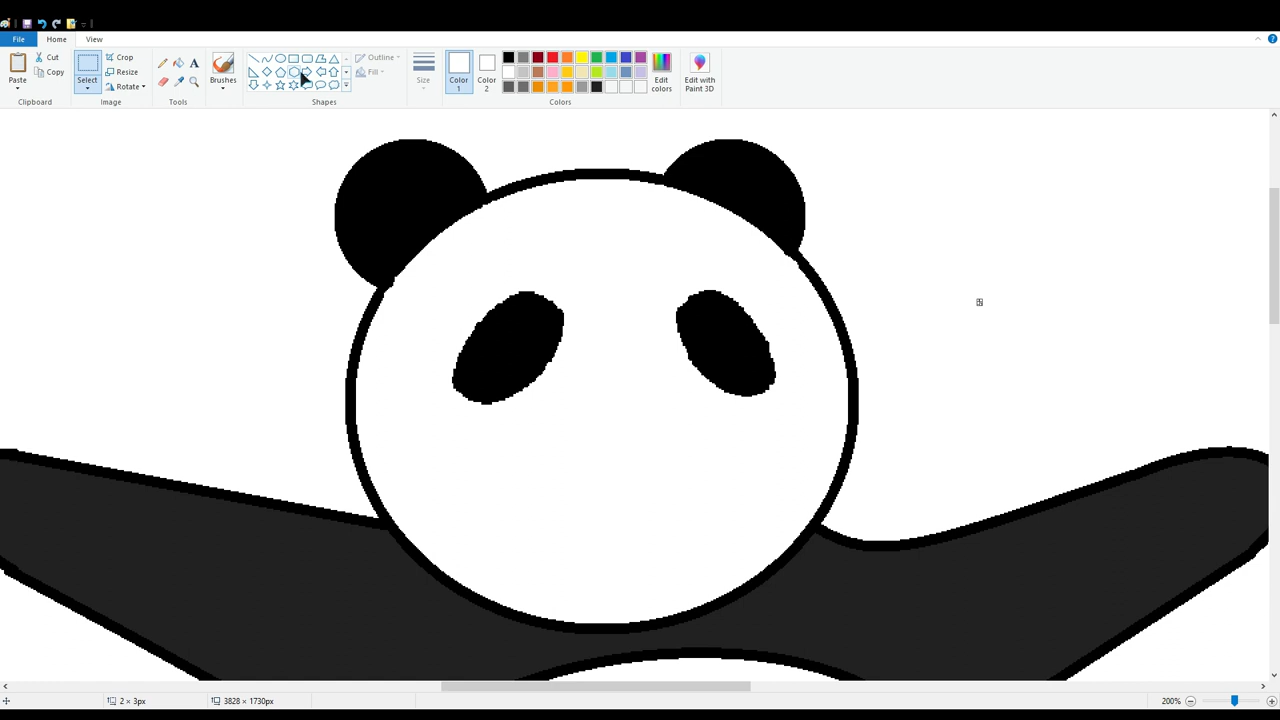 File Home View
Paste
Cut
Copy
Clipboard
Select
Crop
Resize
Rotate
Image
Tools
Brushes
Outline
Fill
Shapes
Size
Color
1
Color
2
Edit
colors
Colors
Edit with
Paint 3D
2 × 3px 3828 × 1730px 200%